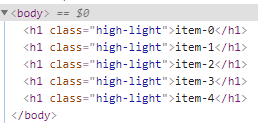 ▼<body> == $0
<h1 class="high-light">item-0</h1>
<h1 class="high-light">item-1</h1>
<h1 class="high-light">item-2</h1>
<h1 class="high-light">item-3</h1>
<h1 class="high-light">item-4</h1>
</body>